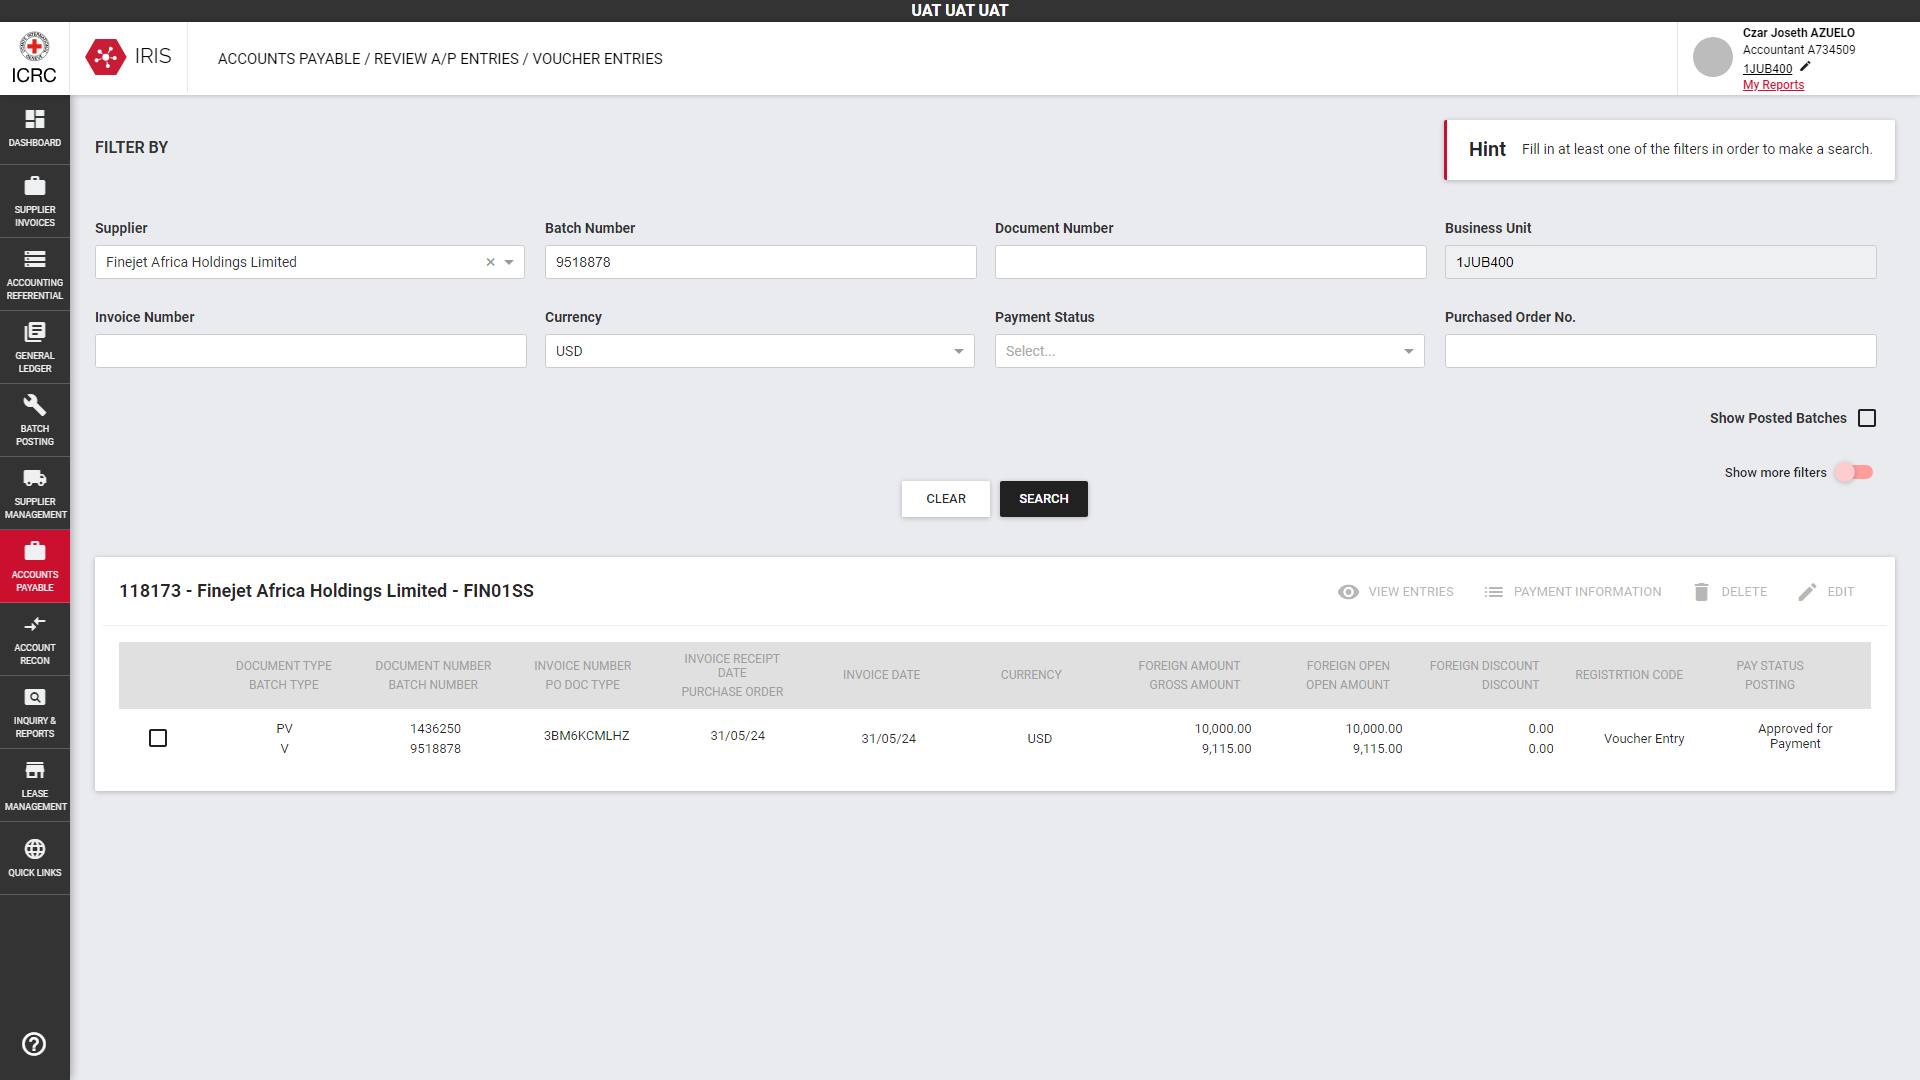 UAT UAT UAT
ICRC
IRIS
ACCOUNTS PAYABLE / REVIEW A/P ENTRIES / VOUCHER ENTRIES
Czar Joseth AZUELO
Accountant A734509
1JUB400
My Reports
DASHBOARD
SUPPLIER
INVOICES
ACCOUNTING
REFERENTIAL
GENERAL
LEDGER
BATCH
POSTING
SUPPLIER
MANAGEMENT
ACCOUNTS
PAYABLE
ACCOUNT
RECON
INQUIRY &
REPORTS
LEASE
MANAGEMENT
QUICK LINKS
FILTER BY
Hint Fill in at least one of the filters in order to make a search.
Supplier Batch Number Document Number Business Unit
Finejet Africa Holdings Limited 9518878 1JUB400
Invoice Number Currency Payment Status Purchased Order No.
USD Select...
Show Posted Batches
Show more filters
CLEAR SEARCH
118173 - Finejet Africa Holdings Limited - FIN01SS
VIEW ENTRIES PAYMENT INFORMATION DELETE EDIT
DOCUMENT TYPE
BATCH TYPE
DOCUMENT NUMBER
BATCH NUMBER
INVOICE NUMBER
PO DOC TYPE
INVOICE RECEIPT
DATE
PURCHASE ORDER
INVOICE DATE
CURRENCY
FOREIGN AMOUNT
GROSS AMOUNT
FOREIGN OPEN
OPEN AMOUNT
FOREIGN DISCOUNT
DISCOUNT
REGISTRTION CODE
PAY STATUS
POSTING
PV
V
1436250
9518878
3BM6KCMLHZ
31/05/24
31/05/24
USD
10,000.00
9,115.00
10,000.00
9,115.00
0.00
0.00
Voucher Entry
Approved for
Payment